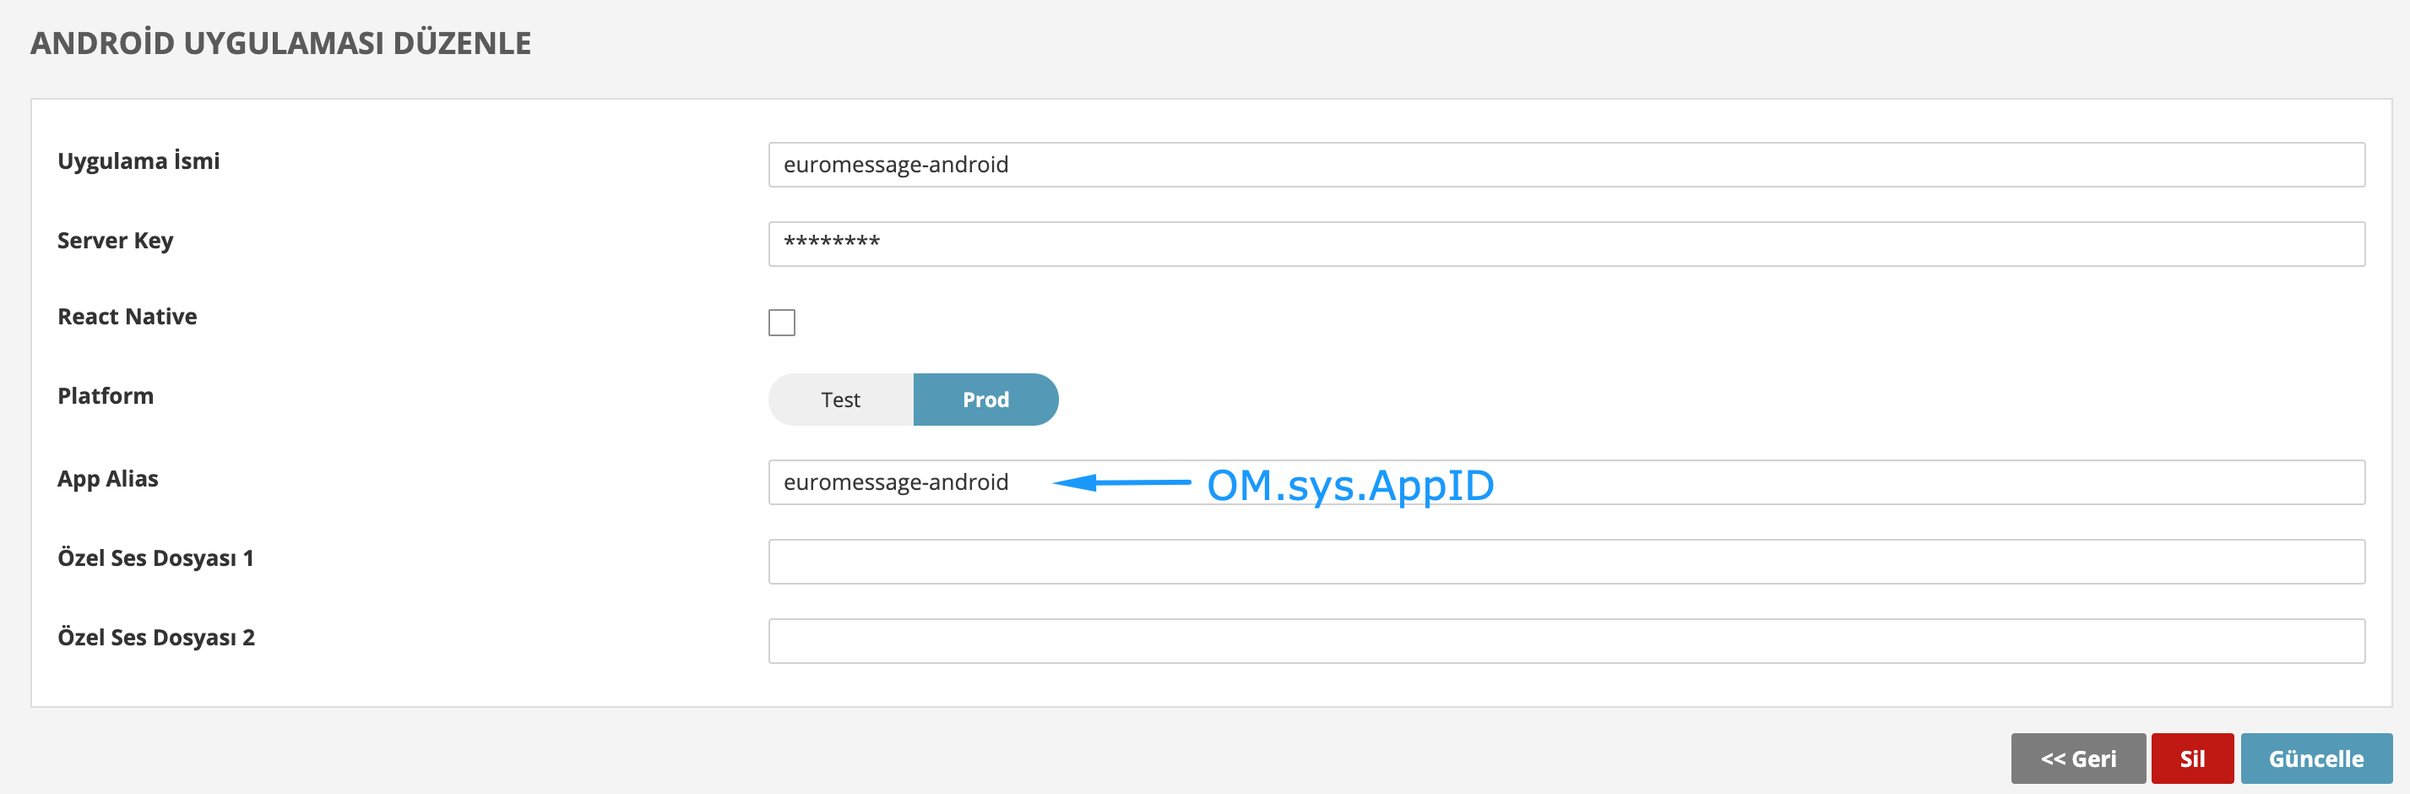 ANDROİD UYGULAMASI DÜZENLE
Uygulama İsmi
euromessage-android
Server Key
********
React Native
Platform
Test Prod
App Alias
euromessage-android OM.sys.AppID
Özel Ses Dosyası 1
Özel Ses Dosyası 2
<< Geri Sil Güncelle